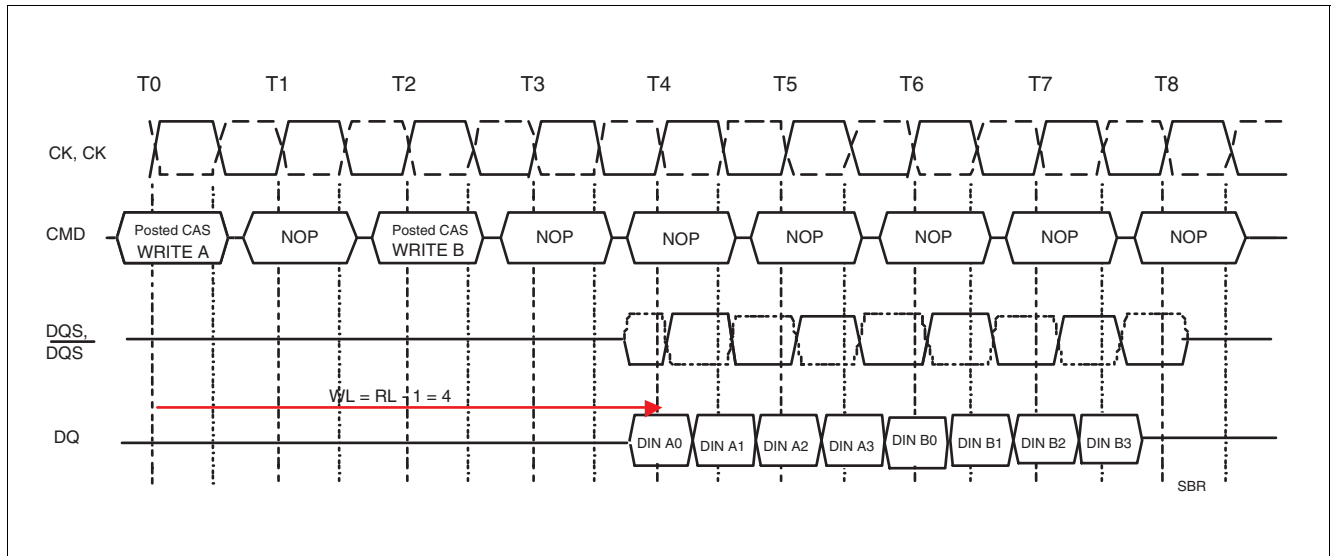 T0 T1 T2 T3 T4 T5 T6 T7 T8
CK, CK
CMD
Posted CAS
WRITE A
NOP
Posted CAS
WRITE B
NOP
NOP
NOP
NOP
NOP
NOP
DQS,
DQS
WL = RL - 1 = 4
DQ
DIN A0 DIN A1 DIN A2 DIN A3 DIN B0 DIN B1 DIN B2 DIN B3
SBR